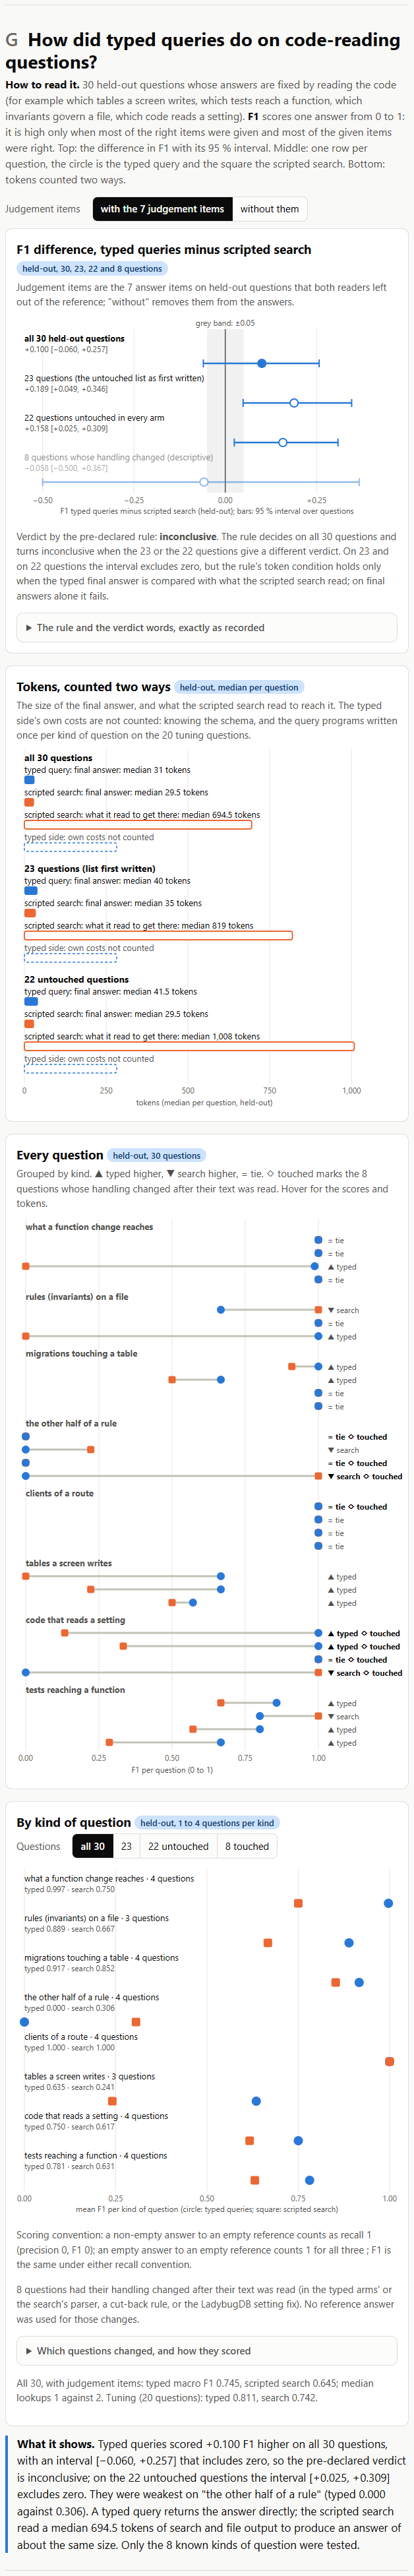 G How did typed queries do on code-reading
questions?
How to read it. 30 held-out questions whose answers are fixed by reading the code
(for example which tables a screen writes, which tests reach a function, which
invariants govern a file, which code reads a setting). F1 scores one answer from 0 to 1:
it is high only when most of the right items were given and most of the given items
were right. Top: the difference in F1 with its 95 % interval. Middle: one row per
question, the circle is the typed query and the square the scripted search. Bottom:
tokens counted two ways.
Judgement items with the 7 judgement items without them
F1 difference, typed queries minus scripted search
held-out, 30, 23, 22 and 8 questions
Judgement items are the 7 answer items on held-out questions that both readers left
out of the reference; "without" removes them from the answers.
grey band: ±0.05
all 30 held-out questions
+0.100 [−0.060, +0.257]
23 questions (the untouched list as first written)
+0.189 [+0.049, +0.346]
22 questions untouched in every arm
+0.158 [+0.025, +0.309]
8 questions whose handling changed (descriptive)
−0.058 [−0.500, +0.367]
−0.50 −0.25 0.00 +0.25
F1 typed queries minus scripted search (held-out); bars: 95 % interval over questions
Verdict by the pre-declared rule: inconclusive. The rule decides on all 30 questions and
turns inconclusive when the 23 or the 22 questions give a different verdict. On 23 and
on 22 questions the interval excludes zero, but the rule's token condition holds only
when the typed final answer is compared with what the scripted search read; on final
answers alone it fails.
▶ The rule and the verdict words, exactly as recorded
Tokens, counted two ways held-out, median per question
The size of the final answer, and what the scripted search read to reach it. The typed
side's own costs are not counted: knowing the schema, and the query programs written
once per kind of question on the 20 tuning questions.
all 30 questions
typed query: final answer: median 31 tokens
scripted search: final answer: median 29.5 tokens
scripted search: what it read to get there: median 694.5 tokens
typed side: own costs not counted
23 questions (list first written)
typed query: final answer: median 40 tokens
scripted search: final answer: median 35 tokens
scripted search: what it read to get there: median 819 tokens
typed side: own costs not counted
22 untouched questions
typed query: final answer: median 41.5 tokens
scripted search: final answer: median 29.5 tokens
scripted search: what it read to get there: median 1,008 tokens
typed side: own costs not counted
0 250 500 750 1,000
tokens (median per question, held-out)
Every question held-out, 30 questions
Grouped by kind. ▲ typed higher, ▼ search higher, = tie. ◇ touched marks the 8
questions whose handling changed after their text was read. Hover for the scores and
tokens.
what a function change reaches
= tie
= tie
▲ typed
= tie
rules (invariants) on a file
▼ search
= tie
▲ typed
migrations touching a table
▲ typed
▲ typed
= tie
= tie
the other half of a rule
= tie ◇ touched
▼ search
= tie ◇ touched
▼ search ◇ touched
clients of a route
= tie ◇ touched
= tie
= tie
= tie
tables a screen writes
▲ typed
▲ typed
▲ typed
code that reads a setting
▲ typed ◇ touched
▲ typed ◇ touched
= tie ◇ touched
▼ search ◇ touched
tests reaching a function
▲ typed
▼ search
▲ typed
▲ typed
0.00 0.25 0.50 0.75 1.00
F1 per question (0 to 1)
By kind of question held-out, 1 to 4 questions per kind
Questions all 30 23 22 untouched 8 touched
what a function change reaches · 4 questions
typed 0.997 · search 0.750
rules (invariants) on a file · 3 questions
typed 0.889 · search 0.667
migrations touching a table · 4 questions
typed 0.917 · search 0.852
the other half of a rule · 4 questions
typed 0.000 · search 0.306
clients of a route · 4 questions
typed 1.000 · search 1.000
tables a screen writes · 3 questions
typed 0.635 · search 0.241
code that reads a setting · 4 questions
typed 0.750 · search 0.617
tests reaching a function · 4 questions
typed 0.781 · search 0.631
0.00 0.25 0.50 0.75 1.00
mean F1 per kind of question (circle: typed queries; square: scripted search)
Scoring convention: a non-empty answer to an empty reference counts as recall 1
(precision 0, F1 0); an empty answer to an empty reference counts 1 for all three ; F1 is
the same under either recall convention.
8 questions had their handling changed after their text was read (in the typed arms' or
the search's parser, a cut-back rule, or the LadybugDB setting fix). No reference answer
was used for those changes.
▶ Which questions changed, and how they scored
All 30, with judgement items: typed macro F1 0.745, scripted search 0.645; median
lookups 1 against 2. Tuning (20 questions): typed 0.811, search 0.742.
What it shows. Typed queries scored +0.100 F1 higher on all 30 questions,
with an interval [−0.060, +0.257] that includes zero, so the pre-declared verdict
is inconclusive; on the 22 untouched questions the interval [+0.025, +0.309]
excludes zero. They were weakest on "the other half of a rule" (typed 0.000
against 0.306). A typed query returns the answer directly; the scripted search
read a median 694.5 tokens of search and file output to produce an answer of
about the same size. Only the 8 known kinds of question were tested.